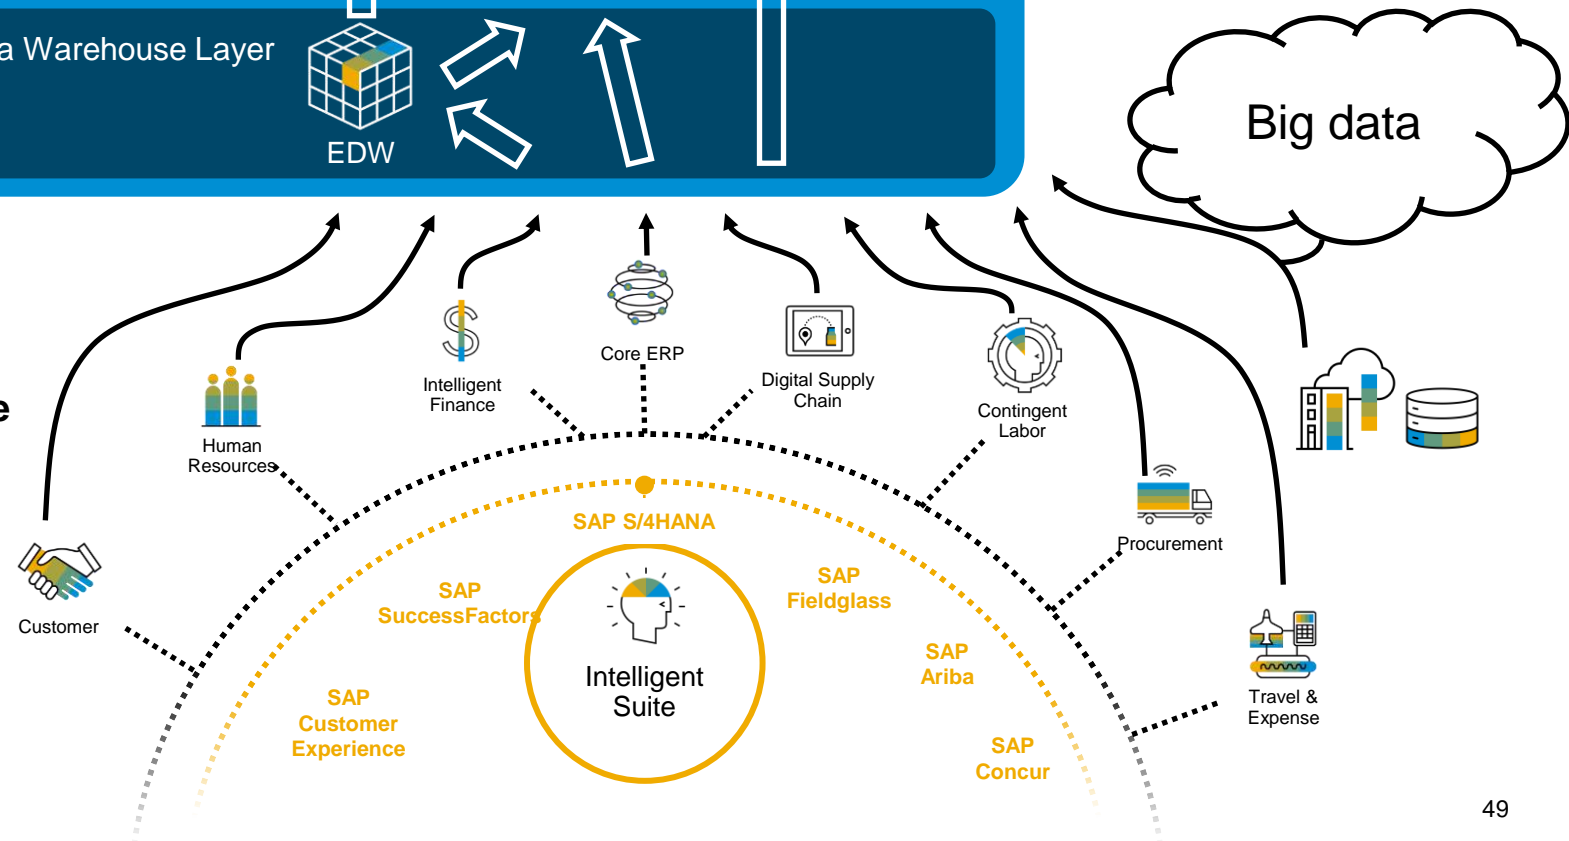 a Warehouse Layer
EDW
Big data
Core ERP
Intelligent
Finance
Digital Supply
Chain
Contingent
Labor
e
Human
Resources
SAP S/4HANA
Procurement
SAP
SuccessFactors
SAP
Fieldglass
Customer
Intelligent
Suite
SAP
Ariba
SAP
Customer
Experience
Travel &
Expense
SAP
Concur
49